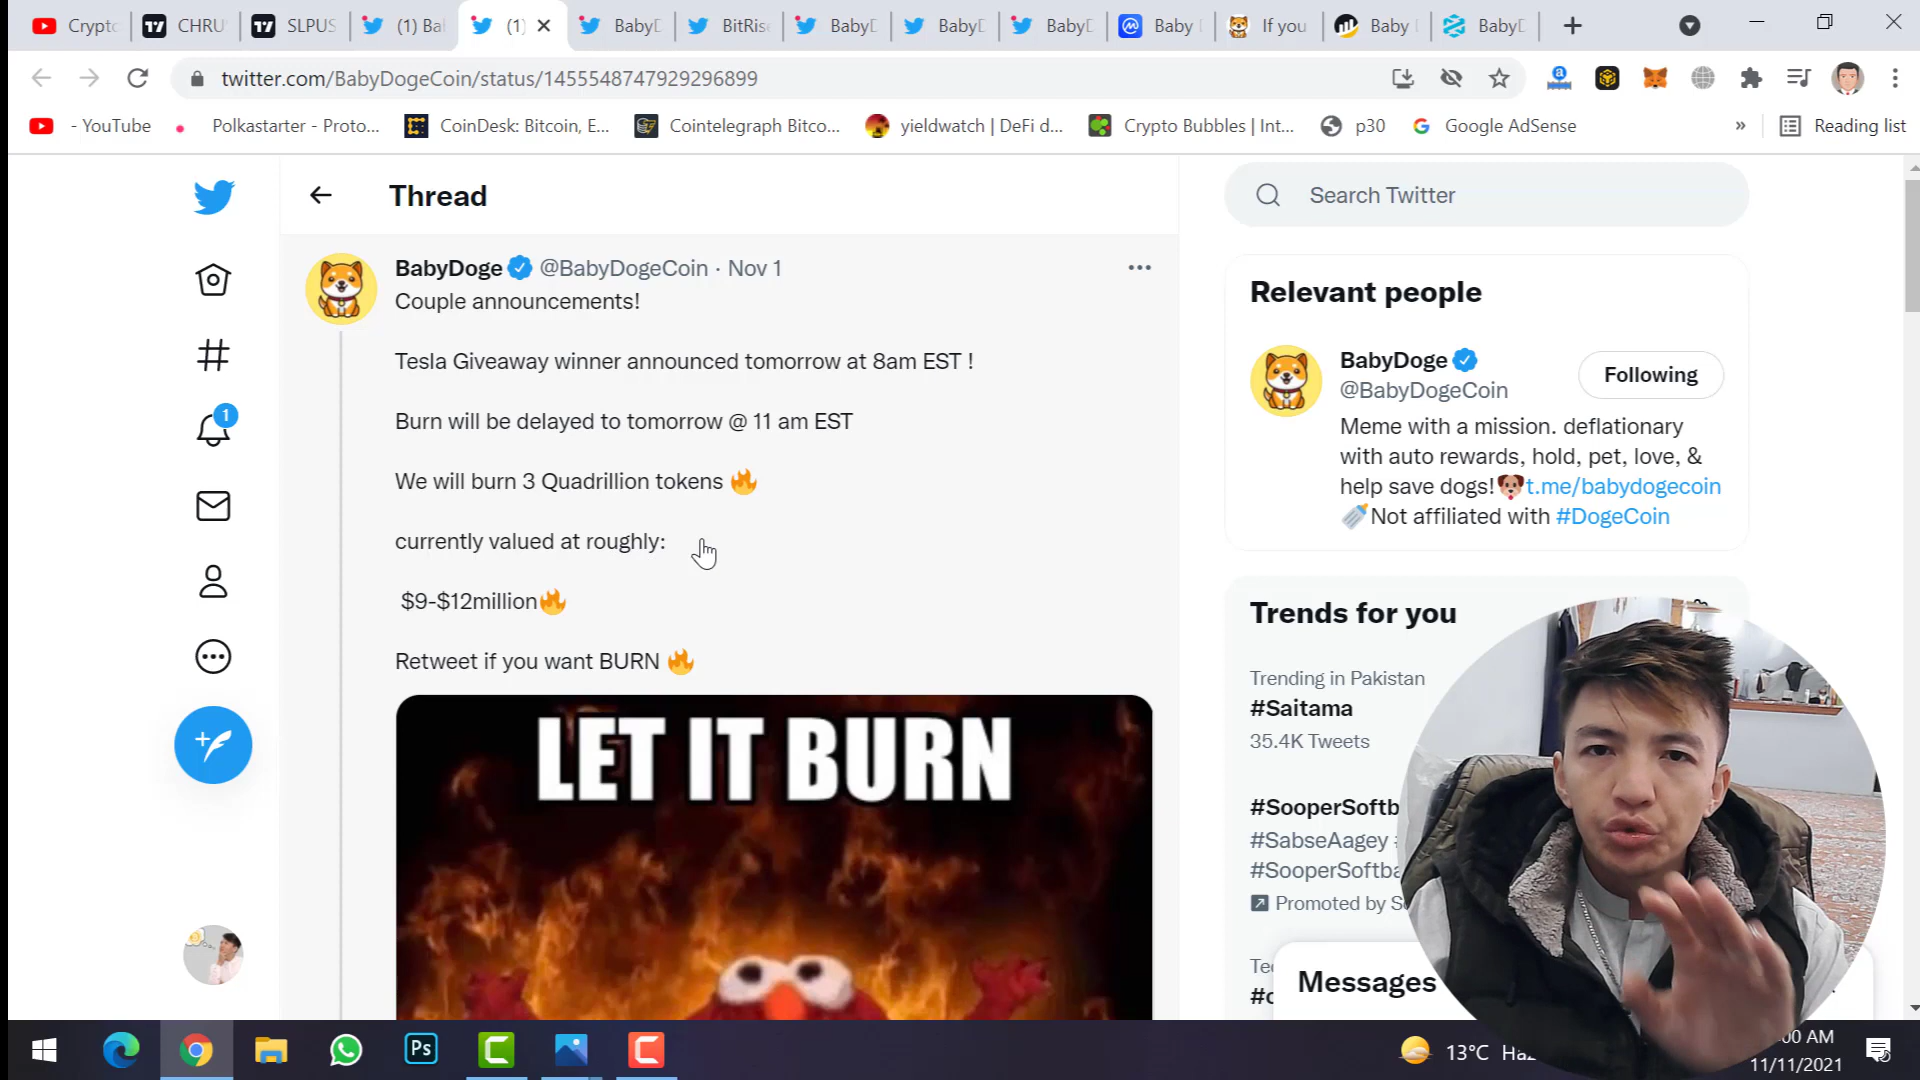 Crypto
CHRU
SLPUS
(1) Bab
(1)
BabyD
BitRise
BabyD
BabyD
BabyD
Baby
If you
Baby
BabyD
twitter.com/BabyDogeCoin/status/1455548747929296899
- YouTube
Polkastarter - Proto...
CoinDesk: Bitcoin, E...
Cointelegraph Bitco...
yieldwatch | DeFi d...
Crypto Bubbles | Int...
p30
Google AdSense
»
Reading list
Thread
Search Twitter
BabyDoge @BabyDogeCoin · Nov 1
Couple announcements!
Tesla Giveaway winner announced tomorrow at 8am EST !
Burn will be delayed to tomorrow @ 11 am EST
We will burn 3 Quadrillion tokens 🔥
currently valued at roughly:
$9-$12million🔥
Retweet if you want BURN 🔥
LET IT BURN
Relevant people
BabyDoge
@BabyDogeCoin
Following
Meme with a mission. deflationary
with auto rewards, hold, pet, love, &
help save dogs!🐶t.me/babydogecoin
🍼Not affiliated with #DogeCoin
Trends for you
Trending in Pakistan
#Saitama
35.4K Tweets
#SooperSoftba
#SabseAagey
#SooperSoftba
Promoted by S
Te
#c
Messages
1
Ps
13°C Haz
:00 AM
11/11/2021